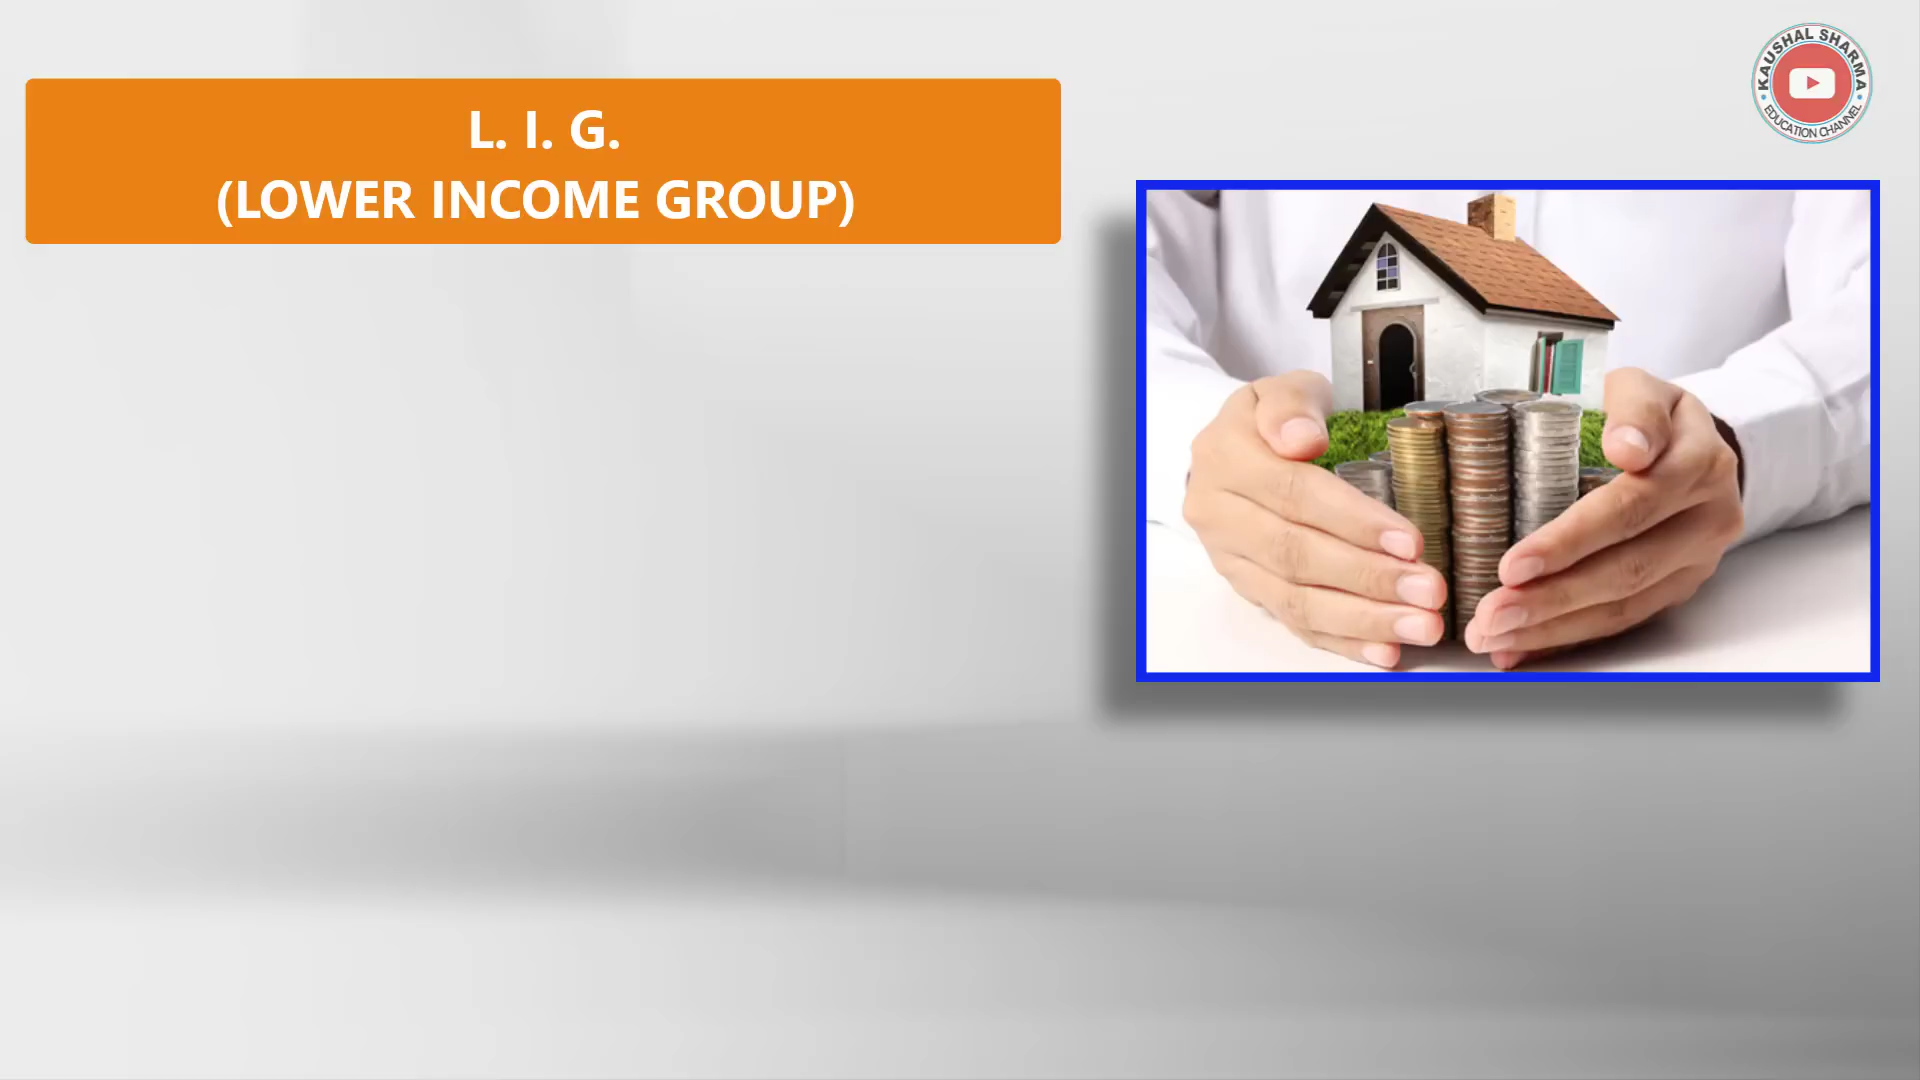 L. I. G.
(LOWER INCOME GROUP)
KAUSHAL SHARMA
EDUCATION CHANNEL